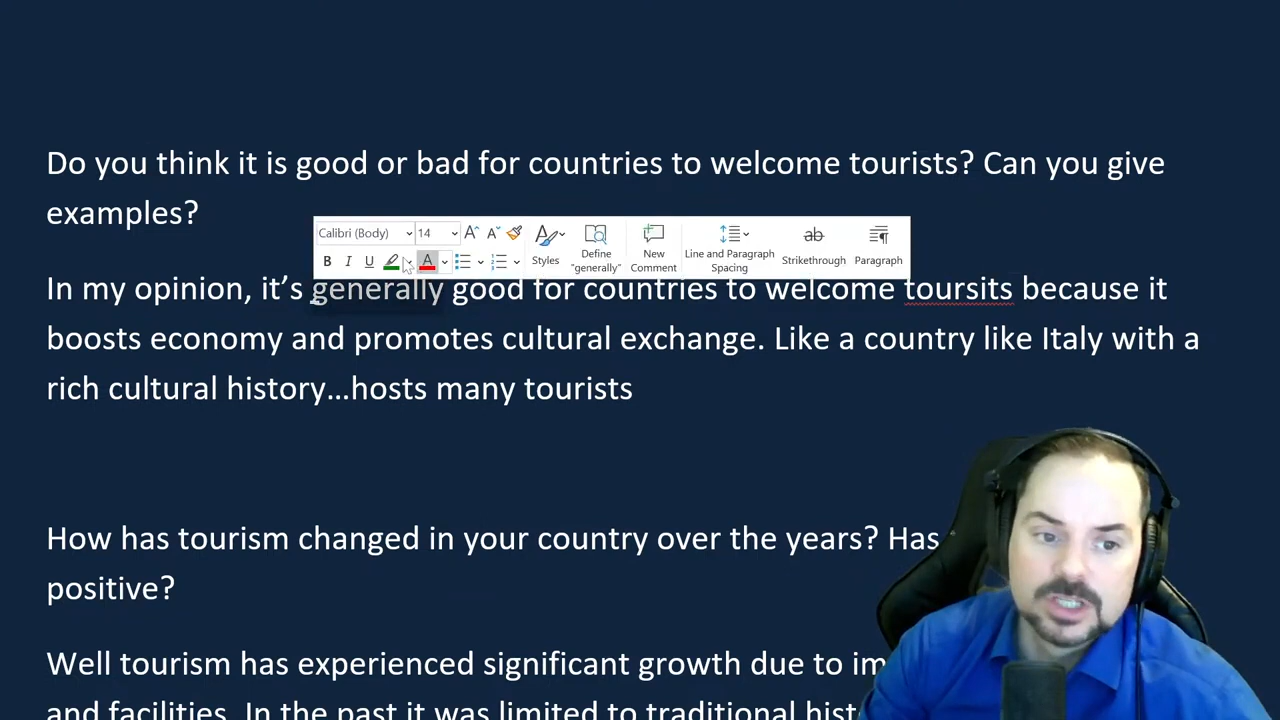 Do you think it is good or bad for countries to welcome tourists? Can you give
examples?
Calibri (Body) 14 A A
B I U A Styles Define "generally" New Comment Line and Paragraph Spacing ab Strikethrough Paragraph
In my opinion, it’s generally good for countries to welcome toursits because it
boosts economy and promotes cultural exchange. Like a country like Italy with a
rich cultural history…hosts many tourists
How has tourism changed in your country over the years? Has
positive?
Well tourism has experienced significant growth due to
and facilities. In the past it was limited to traditional